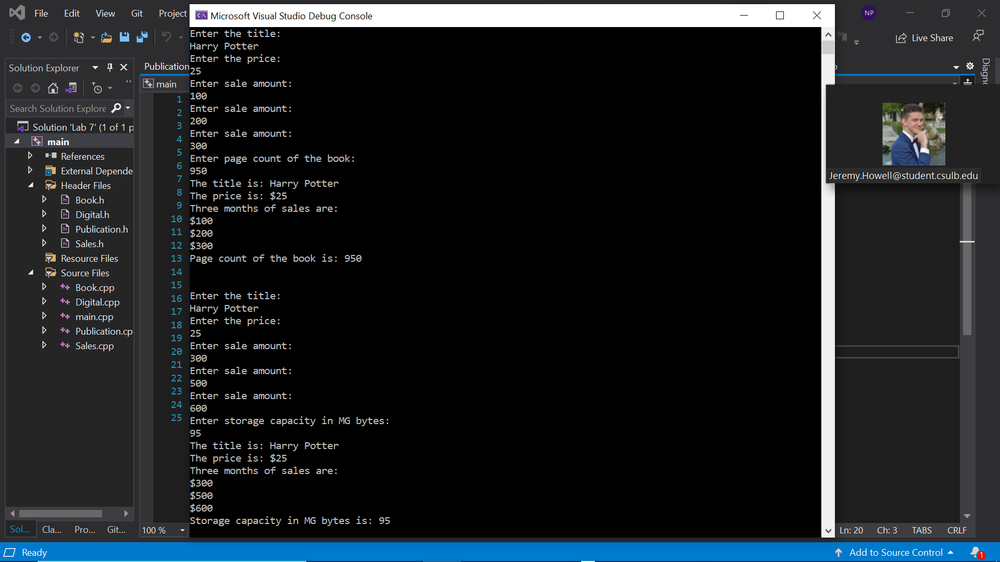 File Edit View Git Project
Microsoft Visual Studio Debug Console
NP
Live Share
Solution Explorer
Search Solution Explore
Solution 'Lab 7' (1 of 1 p
main
References
External Depende
Header Files
Book.h
Digital.h
Publication.h
Sales.h
Resource Files
Source Files
Book.cpp
Digital.cpp
main.cpp
Publication.cp
Sales.cpp
Sol... Cla... Pro... Git...
Publication
main
1
2
3
4
5
6
7
8
9
10
11
12
13
14
15
16
17
18
19
20
21
22
23
24
25
100 %
Enter the title:
Harry Potter
Enter the price:
25
Enter sale amount:
100
Enter sale amount:
200
Enter sale amount:
300
Enter page count of the book:
950
The title is: Harry Potter
The price is: $25
Three months of sales are:
$100
$200
$300
Page count of the book is: 950
Enter the title:
Harry Potter
Enter the price:
25
Enter sale amount:
300
Enter sale amount:
500
Enter sale amount:
600
Enter storage capacity in MG bytes:
95
The title is: Harry Potter
The price is: $25
Three months of sales are:
$300
$500
$600
Storage capacity in MG bytes is: 95
Diagno
Jeremy.Howell@student.csulb.edu
Ln: 20 Ch: 3 TABS CRLF
Ready
Add to Source Control
1